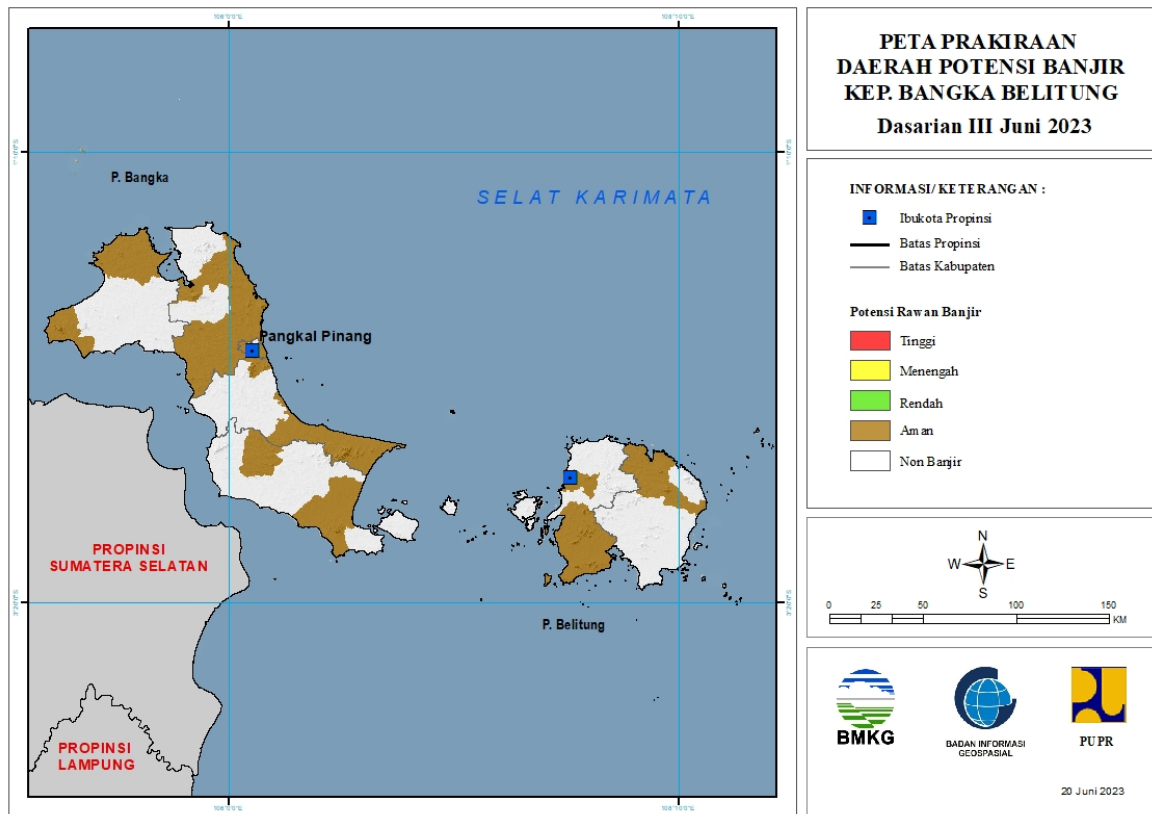 PETA PRAKIRAAN
DAERAH POTENSI BANJIR
KEP. BANGKA BELITUNG
Dasarian III Juni 2023
P. Bangka
SELAT KARIMATA
Pangkal Pinang
PROPINSI
SUMATERA SELATAN
P. Belitung
PROPINSI
LAMPUNG
INFORMASI/ KETERANGAN :
Ibukota Propinsi
Batas Propinsi
Batas Kabupaten
Potensi Rawan Banjir
Tinggi
Menengah
Rendah
Aman
Non Banjir
N
W E
S
0 25 50 100 150
KM
BMKG
BADAN INFORMASI
GEOSPASIAL
PUPR
20 Juni 2023